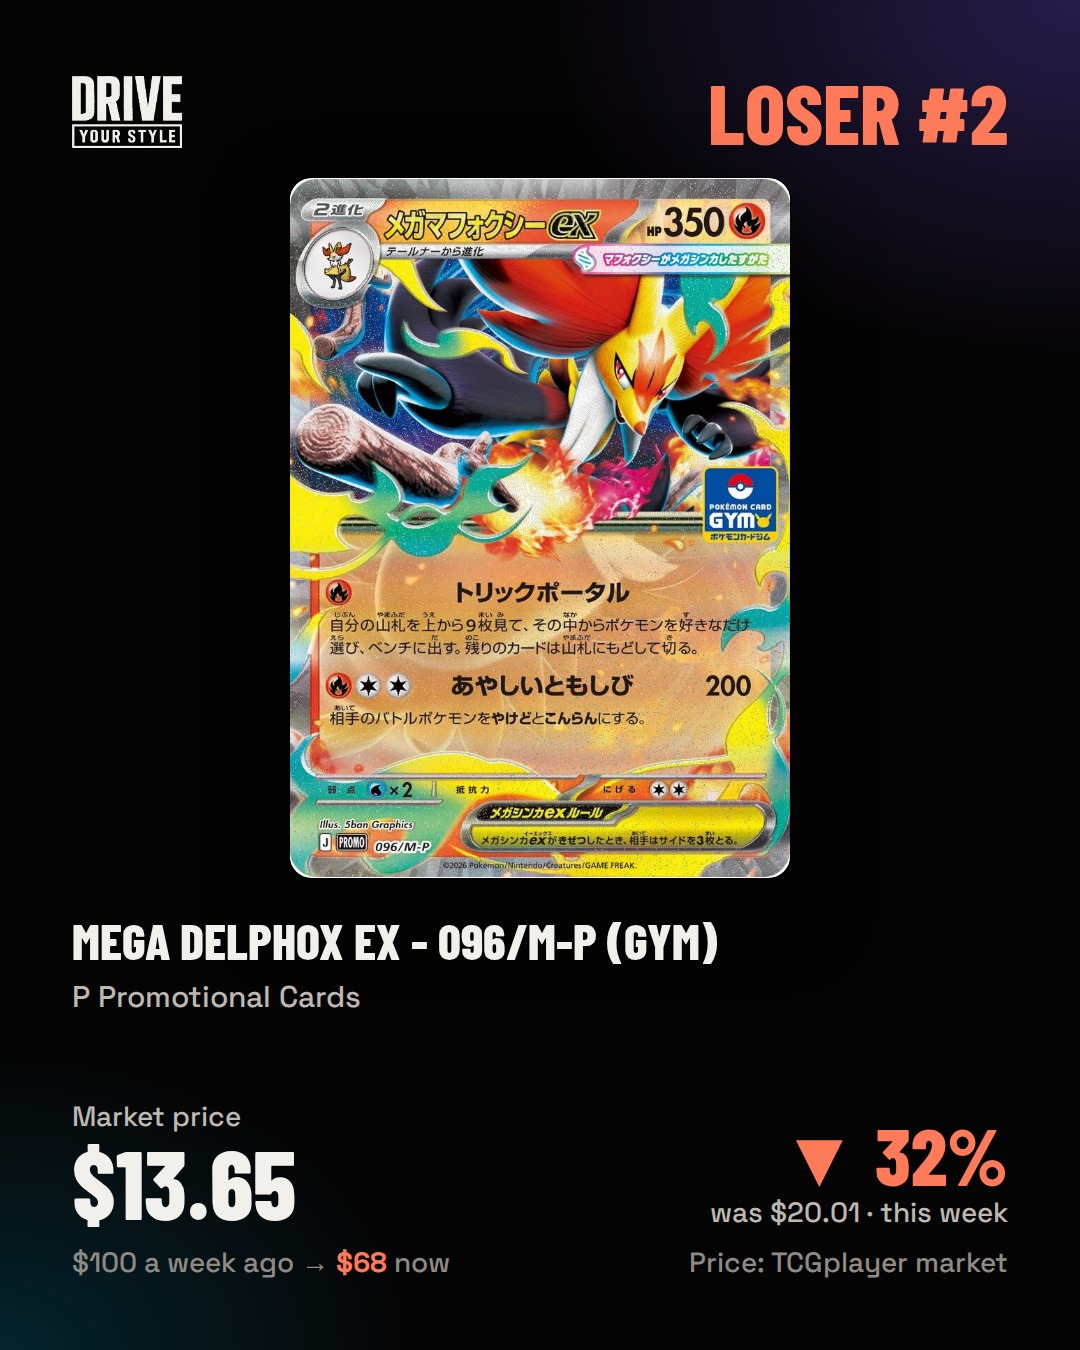 DRIVE
YOUR STYLE
LOSER #2
2進化
メガマフォクシーex
HP 350
テールナーから進化
マフォクシーがメガシンカしたすがた
POKÉMON CARD
GYM
ポケモンカードジム
トリックポータル
自分の山札を上から9枚見て、その中からポケモンを好きなだけ
選び、ベンチに出す。残りのカードは山札にもどして切る。
あやしいともしび 200
相手のバトルポケモンをやけどとこんらんにする。
弱点 ×2 抵抗力 にげる
メガシンカexルール
メガシンカexがきぜつしたとき、相手はサイドを3枚とる。
Illus. 5ban Graphics
J PROMO 096/M-P
©2026 Pokémon/Nintendo/Creatures/GAME FREAK.
MEGA DELPHOX EX - 096/M-P (GYM)
P Promotional Cards
Market price
$13.65
▼ 32%
was $20.01 · this week
$100 a week ago → $68 now
Price: TCGplayer market